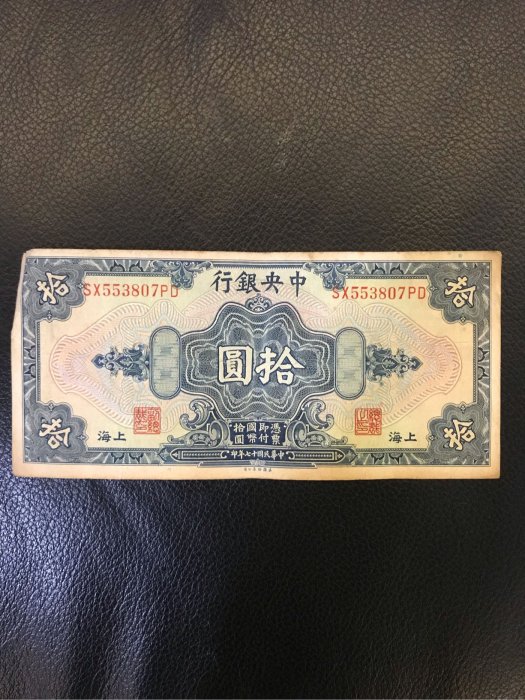 中央銀行
SX553807PD SX553807PD
拾 拾
拾圓
憑票即付國幣拾圓
上海 上海
拾 拾
中華民國十七年印